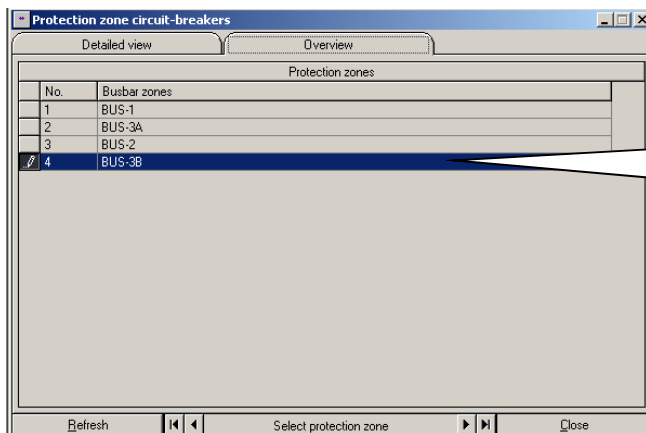 Protection zone circuit-breakers
Detailed view Overview
Protection zones
No. Busbar zones
1 BUS-1
2 BUS-3A
3 BUS-2
4 BUS-3B
Refresh Select protection zone Close